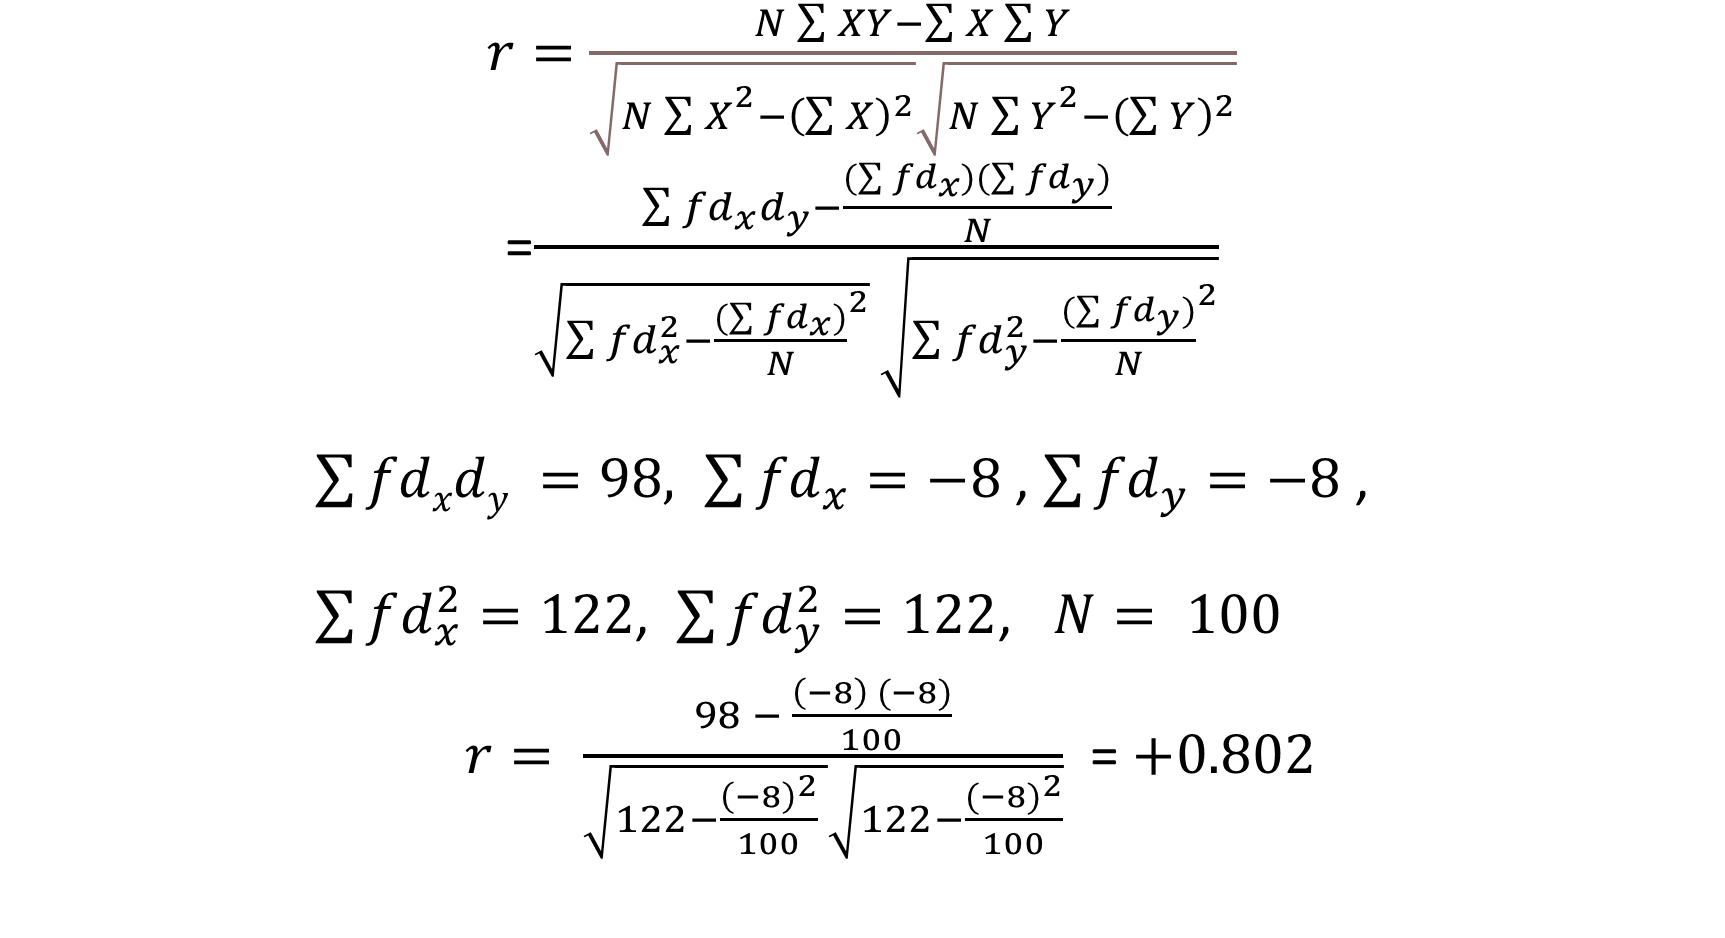 r = N ∑ XY − ∑ X ∑ Y / √(N ∑ X² − (∑ X)²) √(N ∑ Y² − (∑ Y)²)
= ∑ fdₓd_y − (∑ fdₓ)(∑ fd_y)/N / √(∑ fdₓ² − (∑ fdₓ)²/N) √(∑ fd_y² − (∑ fd_y)²/N)
∑ fdₓd_y = 98, ∑ fdₓ = −8 , ∑ fd_y = −8 ,
∑ fdₓ² = 122, ∑ fd_y² = 122, N = 100
r = 98 − (−8) (−8)/100 / √(122 − (−8)²/100) √(122 − (−8)²/100) = +0.802